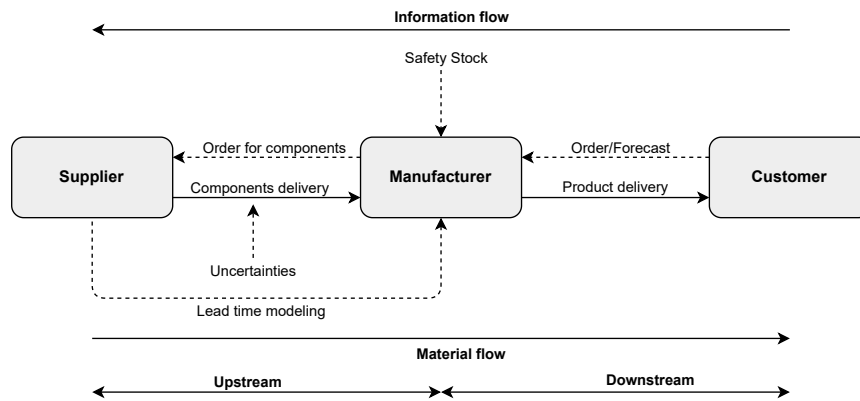 Information flow
Safety Stock
Order for components
Order/Forecast
Supplier
Manufacturer
Customer
Components delivery
Product delivery
Uncertainties
Lead time modeling
Material flow
Upstream
Downstream